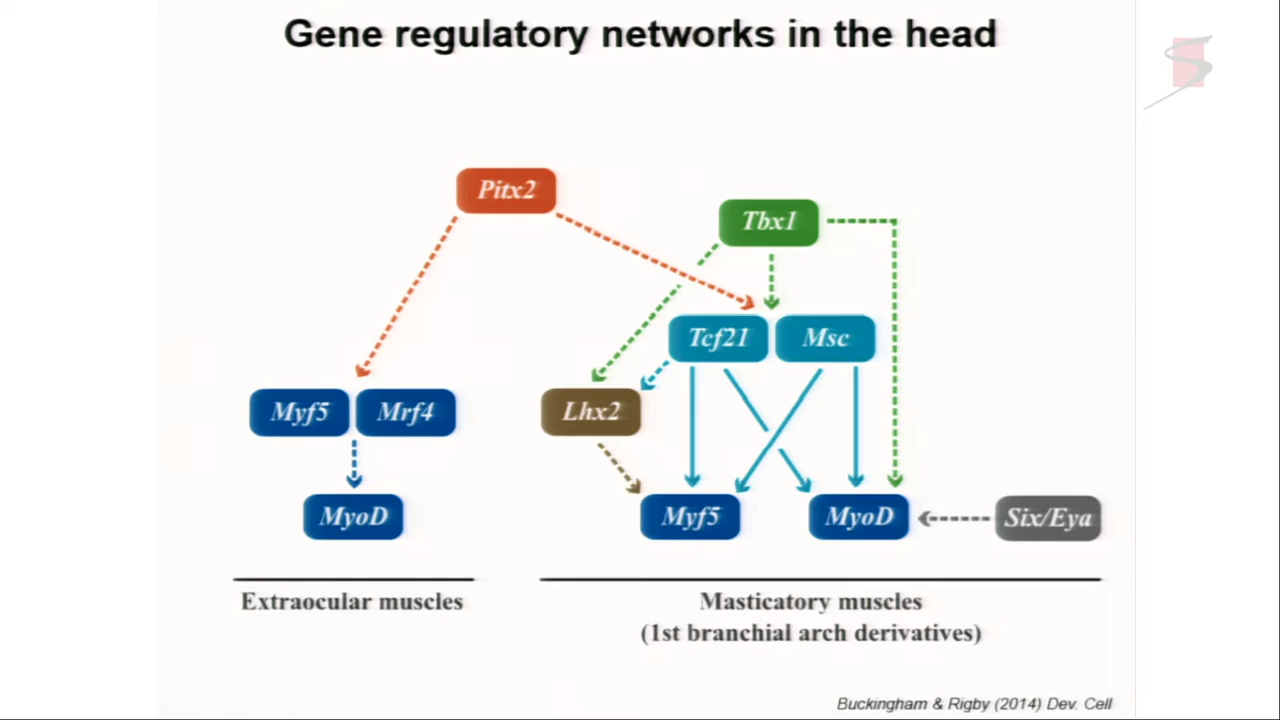 Gene regulatory networks in the head
Pitx2
Tbx1
Tcf21 Msc
Myf5 Mrf4 Lhx2
MyoD Myf5 MyoD Six/Eya
Extraocular muscles
Masticatory muscles
(1st branchial arch derivatives)
Buckingham & Rigby (2014) Dev. Cell